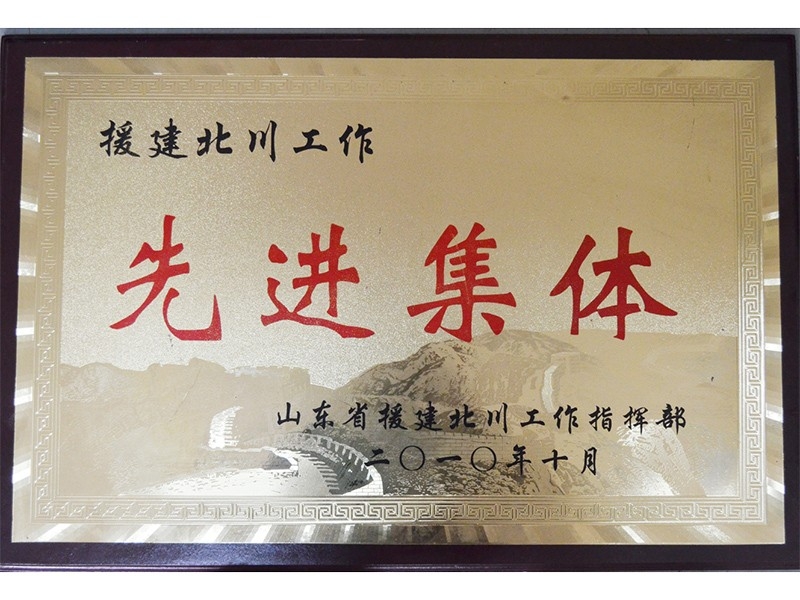 援建北川工作
先进集体
山东省援建北川工作指挥部
二〇一〇年十月